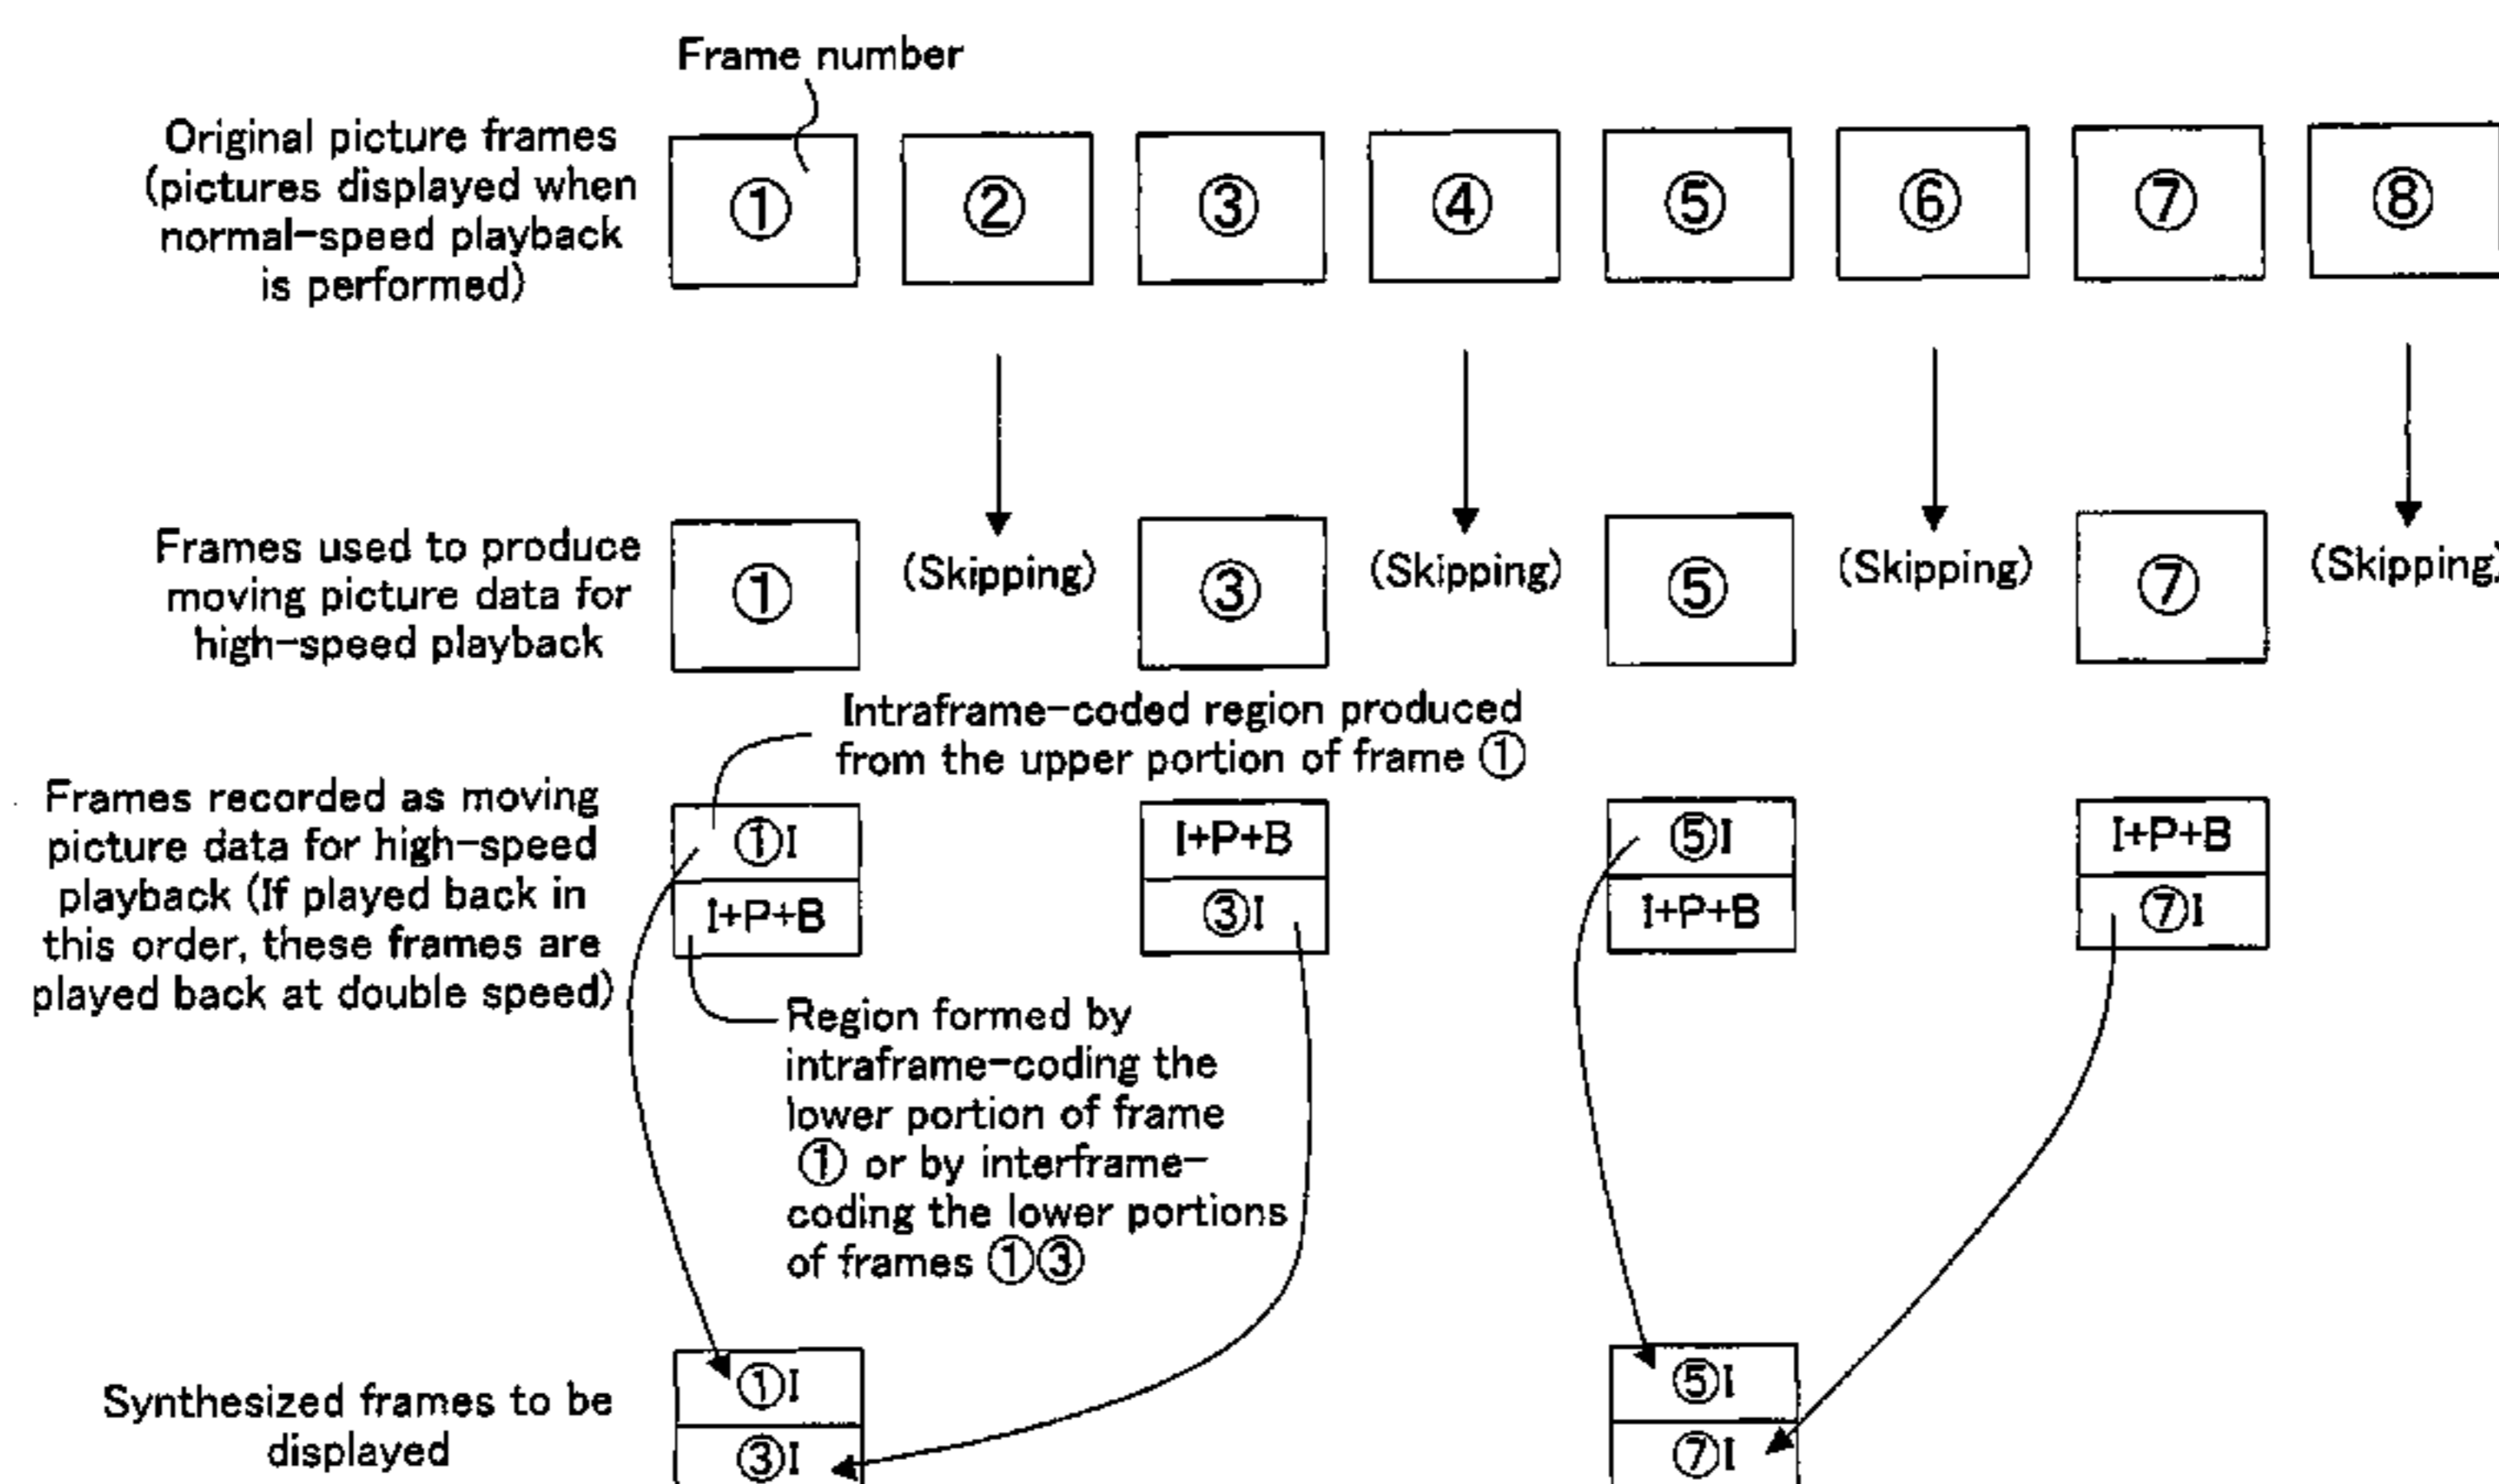 Frame number
Original picture frames
(pictures displayed when
normal-speed playback
is performed)
① ② ③ ④ ⑤ ⑥ ⑦ ⑧
Frames used to produce
moving picture data for
high-speed playback
① (Skipping) ③ (Skipping) ⑤ (Skipping) ⑦ (Skipping)
Intraframe-coded region produced
from the upper portion of frame ①
Frames recorded as moving
picture data for high-speed
playback (If played back in
this order, these frames are
played back at double speed)
①I I+P+B ⑤I I+P+B
I+P+B ③I I+P+B ⑦I
Region formed by
intraframe-coding the
lower portion of frame
① or by interframe-
coding the lower portions
of frames ①③
Synthesized frames to be
displayed
①I ⑤I
③I ⑦I